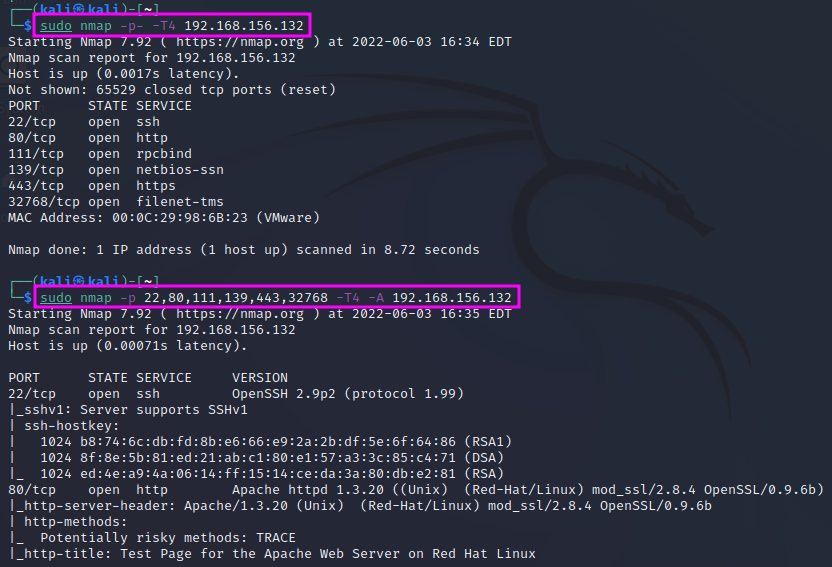 ┌──(kali㉿kali)-[~]
└─$ sudo nmap -p- -T4 192.168.156.132
Starting Nmap 7.92 ( https://nmap.org ) at 2022-06-03 16:34 EDT
Nmap scan report for 192.168.156.132
Host is up (0.0017s latency).
Not shown: 65529 closed tcp ports (reset)
PORT      STATE SERVICE
22/tcp    open  ssh
80/tcp    open  http
111/tcp   open  rpcbind
139/tcp   open  netbios-ssn
443/tcp   open  https
32768/tcp open  filenet-tms
MAC Address: 00:0C:29:98:6B:23 (VMware)
Nmap done: 1 IP address (1 host up) scanned in 8.72 seconds
┌──(kali㉿kali)-[~]
└─$ sudo nmap -p 22,80,111,139,443,32768 -T4 -A 192.168.156.132
Starting Nmap 7.92 ( https://nmap.org ) at 2022-06-03 16:35 EDT
Nmap scan report for 192.168.156.132
Host is up (0.00071s latency).
PORT      STATE SERVICE     VERSION
22/tcp    open  ssh         OpenSSH 2.9p2 (protocol 1.99)
|_sshv1: Server supports SSHv1
| ssh-hostkey:
|   1024 b8:74:6c:db:fd:8b:e6:66:e9:2a:2b:df:5e:6f:64:86 (RSA1)
|   1024 8f:8e:5b:81:ed:21:ab:c1:80:e1:57:a3:3c:85:c4:71 (DSA)
|_  1024 ed:4e:a9:4a:06:14:ff:15:14:ce:da:3a:80:db:e2:81 (RSA)
80/tcp    open  http        Apache httpd 1.3.20 ((Unix)  (Red-Hat/Linux) mod_ssl/2.8.4 OpenSSL/0.9.6b)
|_http-server-header: Apache/1.3.20 (Unix)  (Red-Hat/Linux) mod_ssl/2.8.4 OpenSSL/0.9.6b
| http-methods:
|_  Potentially risky methods: TRACE
|_http-title: Test Page for the Apache Web Server on Red Hat Linux